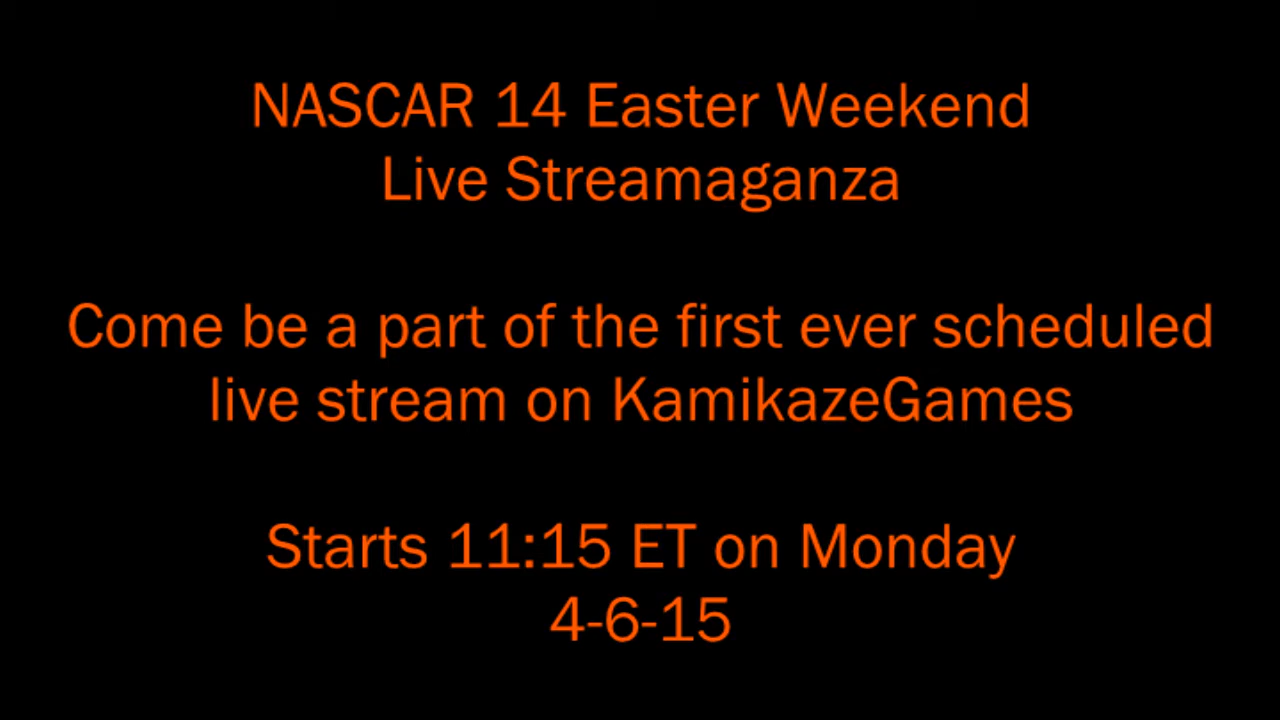 NASCAR 14 Easter Weekend
Live Streamaganza
Come be a part of the first ever scheduled
live stream on KamikazeGames
Starts 11:15 ET on Monday
4-6-15